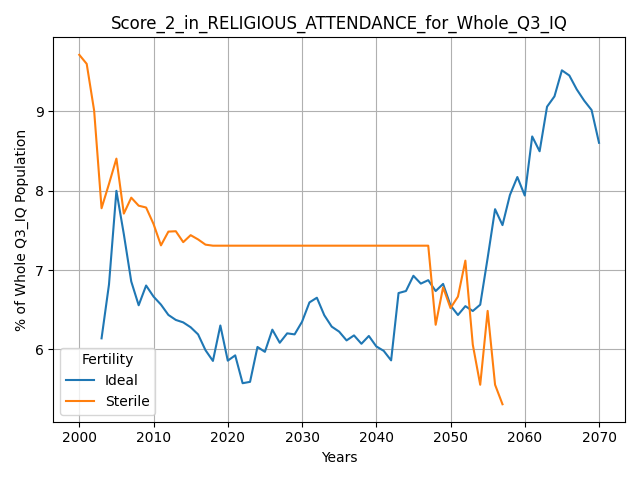 Score_2_in_RELIGIOUS_ATTENDANCE_for_Whole_Q3_IQ
% of Whole Q3_IQ Population
9
8
7
6
Fertility
Ideal
Sterile
2000 2010 2020 2030 2040 2050 2060 2070
Years